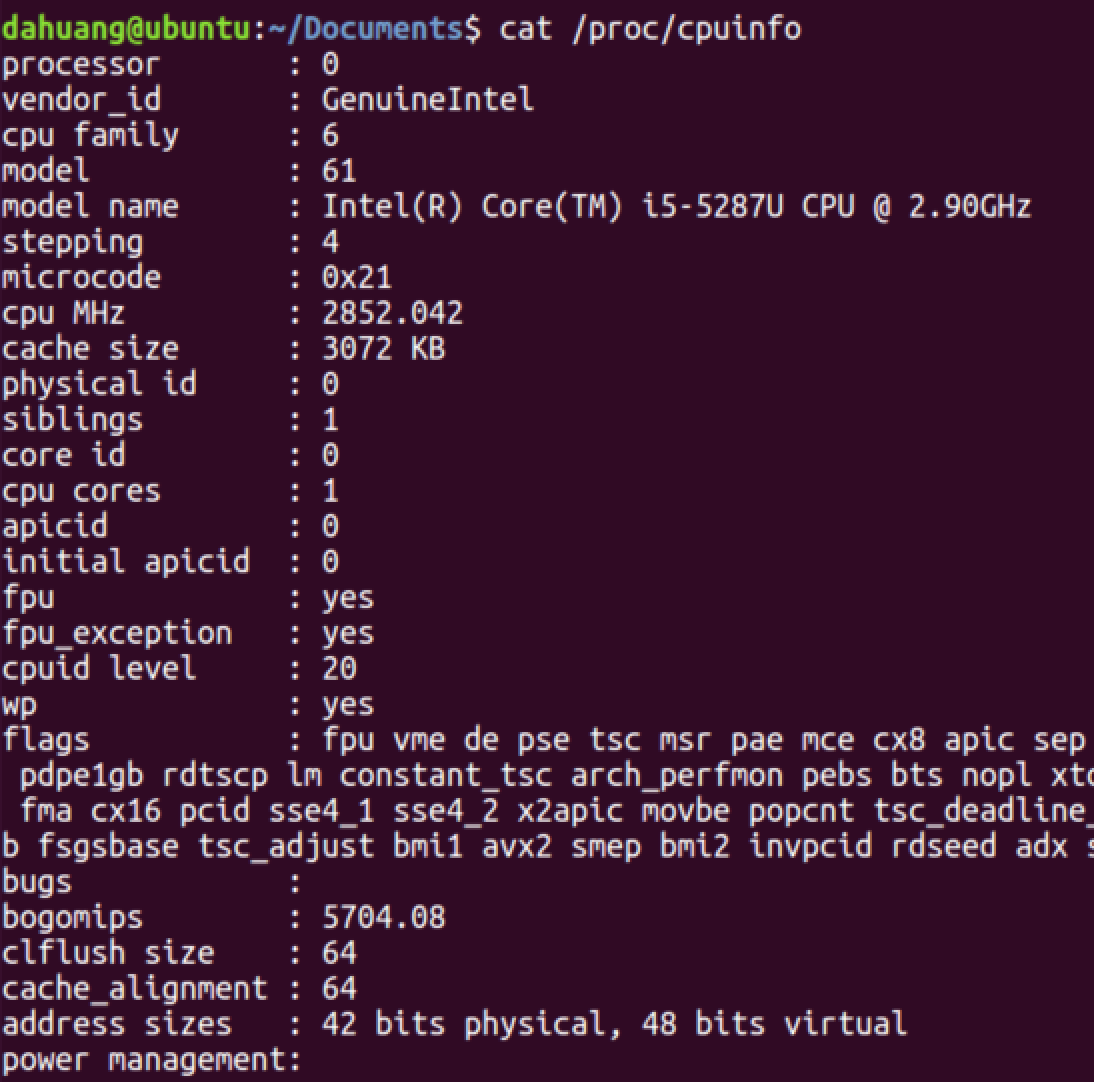 dahuang@ubuntu:~/Documents$ cat /proc/cpuinfo
processor : 0
vendor_id : GenuineIntel
cpu family : 6
model : 61
model name : Intel(R) Core(TM) i5-5287U CPU @ 2.90GHz
stepping : 4
microcode : 0x21
cpu MHz : 2852.042
cache size : 3072 KB
physical id : 0
siblings : 1
core id : 0
cpu cores : 1
apicid : 0
initial apicid : 0
fpu : yes
fpu_exception : yes
cpuid level : 20
wp : yes
flags : fpu vme de pse tsc msr pae mce cx8 apic sep
pdpe1gb rdtscp lm constant_tsc arch_perfmon pebs bts nopl
fma cx16 pcid sse4_1 sse4_2 x2apic movbe popcnt tsc_deadline_
b fsgsbase tsc_adjust bmi1 avx2 smep bmi2 invpcid rdseed adx
bugs :
bogomips : 5704.08
clflush size : 64
cache_alignment : 64
address sizes : 42 bits physical, 48 bits virtual
power management: